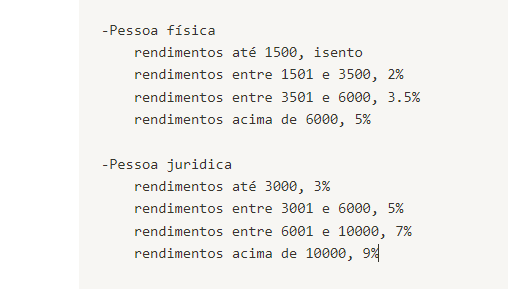 -Pessoa física
rendimentos até 1500, isento
rendimentos entre 1501 e 3500, 2%
rendimentos entre 3501 e 6000, 3.5%
rendimentos acima de 6000, 5%
-Pessoa juridica
rendimentos até 3000, 3%
rendimentos entre 3001 e 6000, 5%
rendimentos entre 6001 e 10000, 7%
rendimentos acima de 10000, 9%